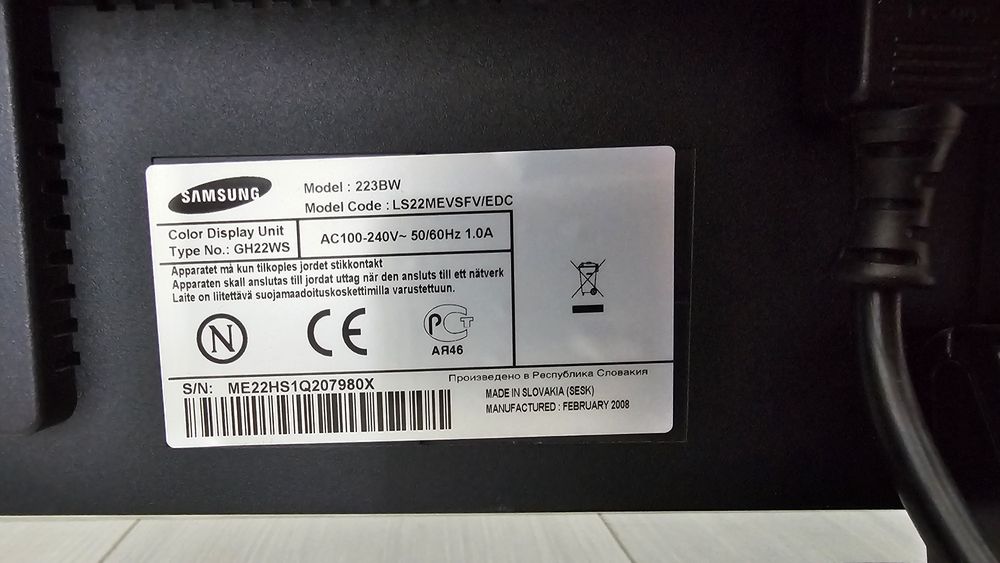 SAMSUNG
Model : 223BW
Model Code : LS22MEVSFV/EDC
Color Display Unit
Type No.: GH22WS
AC100-240V~ 50/60Hz 1.0A
Apparatet må kun tilkoples jordet stikkontakt
Apparaten skall anslutas till jordat uttag när den ansluts till ett nätverk
Laite on liitettävä suojamaadoituskoskettimilla varustettuun.
N
CE
РСТ
АЯ46
S/N: ME22HS1Q207980X
Произведено в Республика Словакия
MADE IN SLOVAKIA (SESK)
MANUFACTURED : FEBRUARY 2008